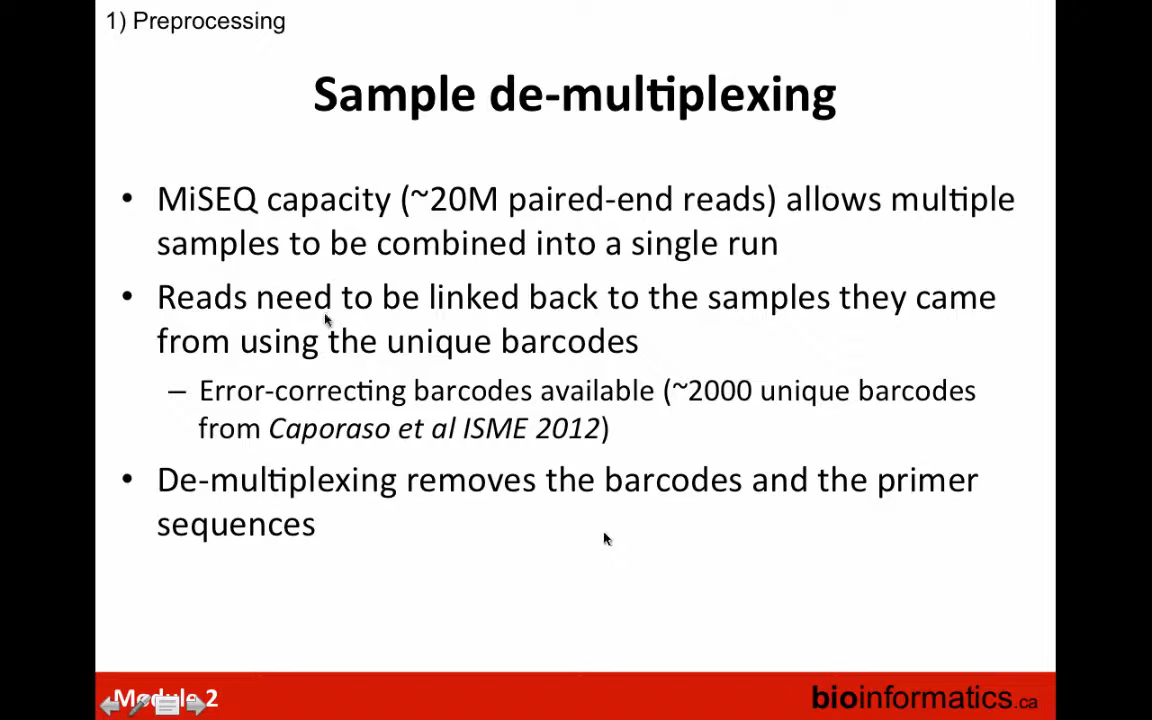 1) Preprocessing
Sample de-multiplexing
• MiSEQ capacity (~20M paired-end reads) allows multiple
samples to be combined into a single run
• Reads need to be linked back to the samples they came
from using the unique barcodes
– Error-correcting barcodes available (~2000 unique barcodes
from Caporaso et al ISME 2012)
• De-multiplexing removes the barcodes and the primer
sequences
Module 2
bioinformatics.ca